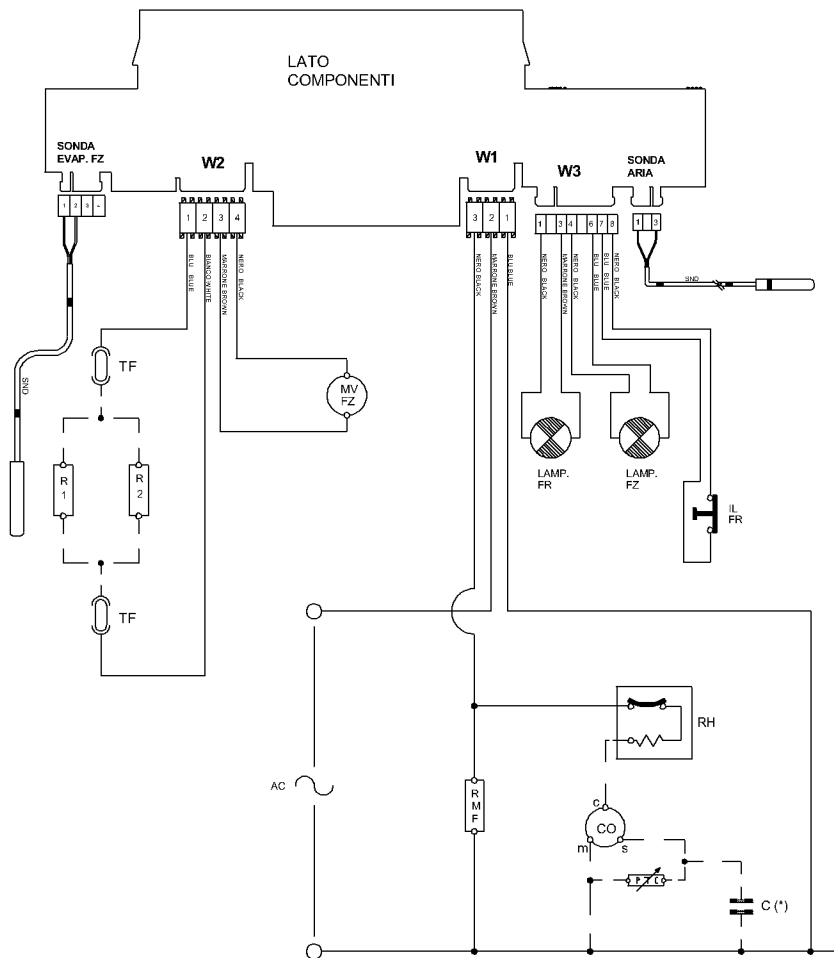 LATO
COMPONENTI
SONDA
EVAP. FZ
W2
W1
W3
SONDA
ARIA
1 2 3 4
1 2 3 4
3 2 1
1 3 4 6 7 8
1 3
BLU BLUE
BIANCO WHITE
MARRONE BROWN
NERO BLACK
NERO BLACK
MARRONE BROWN
BLU BLUE
NERO BLACK
MARRONE BROWN
NERO BLACK
BLU BLUE
BLU BLUE
NERO BLACK
SND
SND
TF
MV
FZ
R
1
R
2
LAMP.
FR
LAMP.
FZ
IL
FR
TF
RH
AC
R
M
F
C
CO
m
s
PTC
C (*)